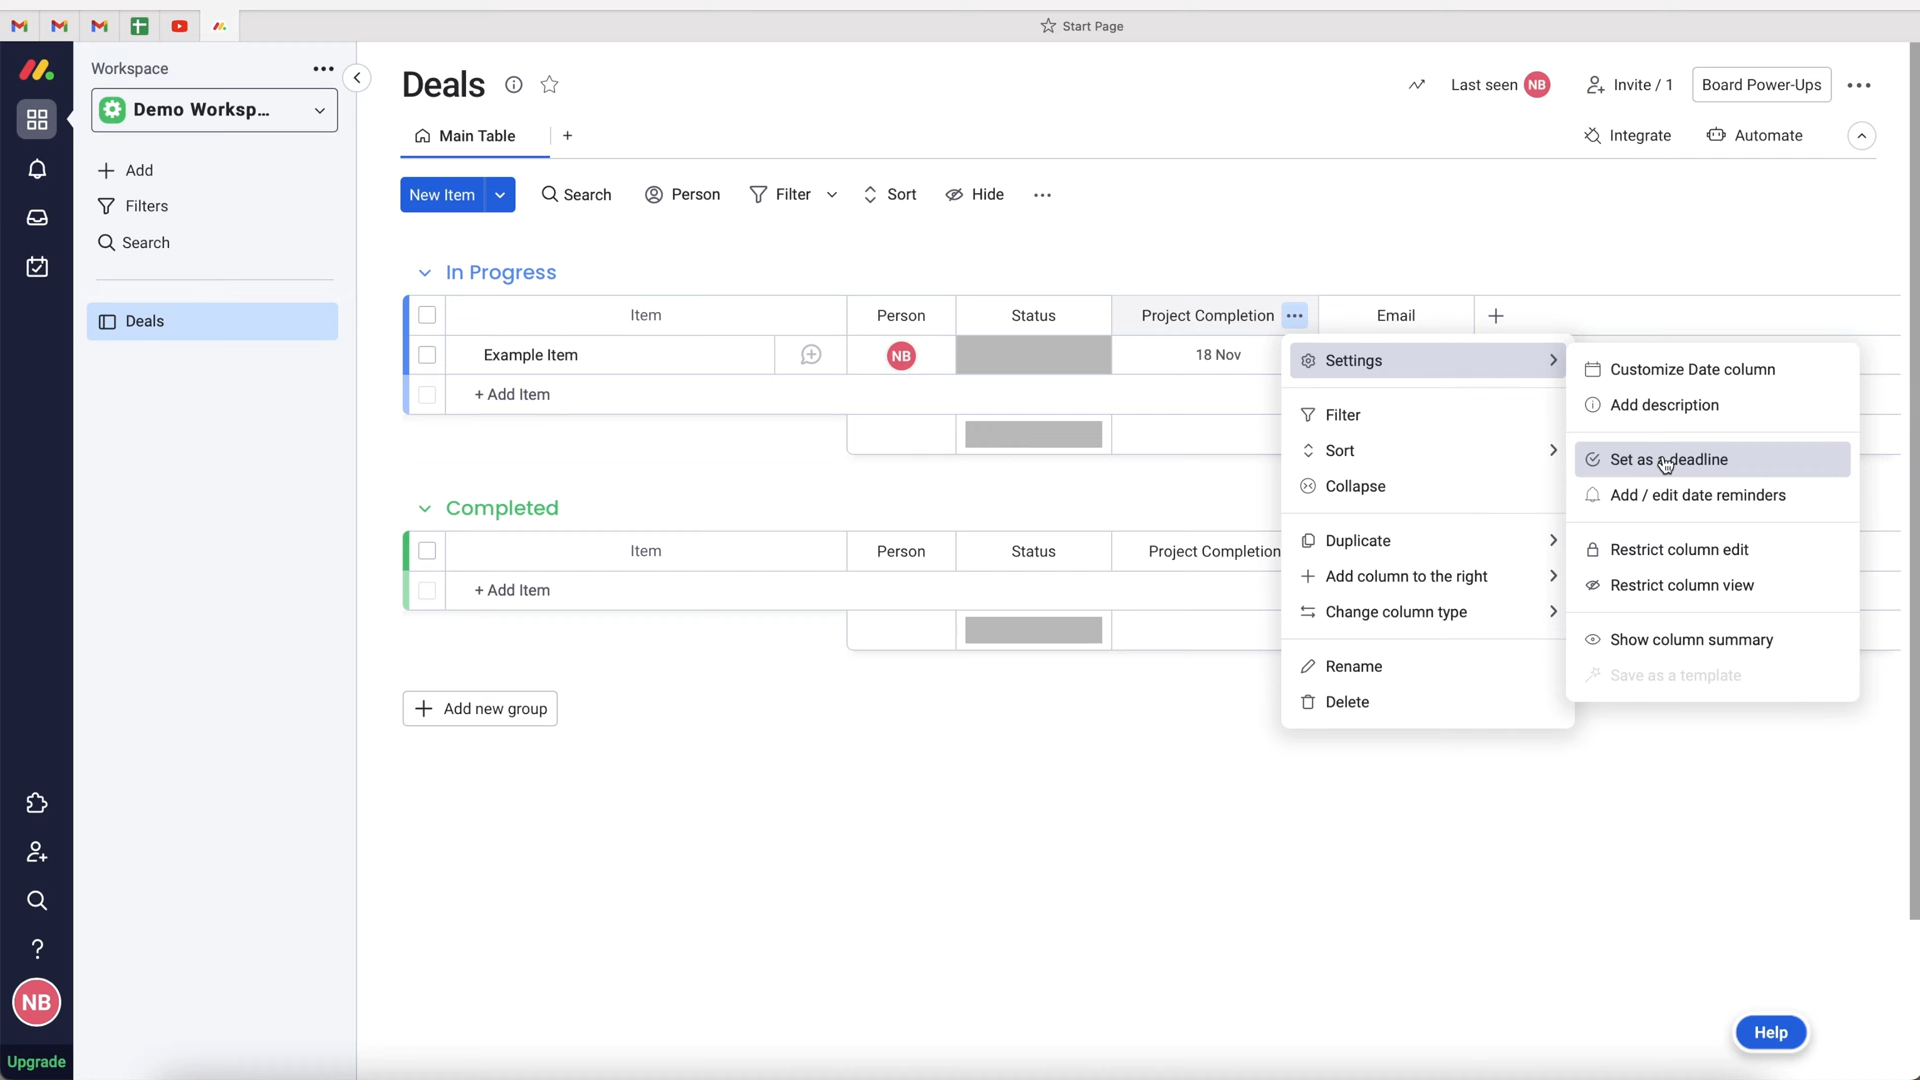 Start Page
Workspace
Demo Worksp...
Add
Filters
Search
Deals
NB
Upgrade
Deals
Last seen NB
Invite / 1
Board Power-Ups
Main Table
Integrate
Automate
New Item
Search
Person
Filter
Sort
Hide
In Progress
Item Person Status Project Completion Email
Example Item NB 18 Nov
+ Add Item
Completed
Item Person Status Project Completion
+ Add Item
Add new group
Settings
Filter
Sort
Collapse
Duplicate
Add column to the right
Change column type
Rename
Delete
Customize Date column
Add description
Set as a deadline
Add / edit date reminders
Restrict column edit
Restrict column view
Show column summary
Save as a template
Help